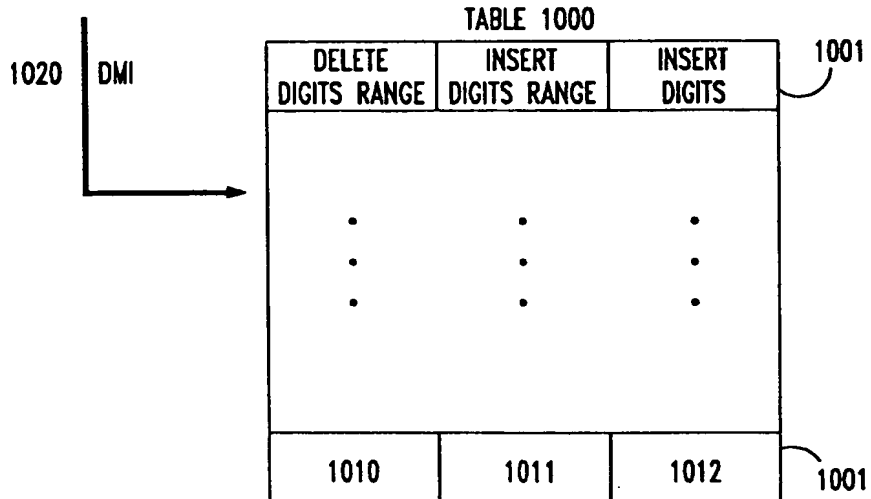 TABLE 1000
1020 DMI
DELETE DIGITS RANGE
INSERT DIGITS RANGE
INSERT DIGITS
1001
1010 1011 1012
1001